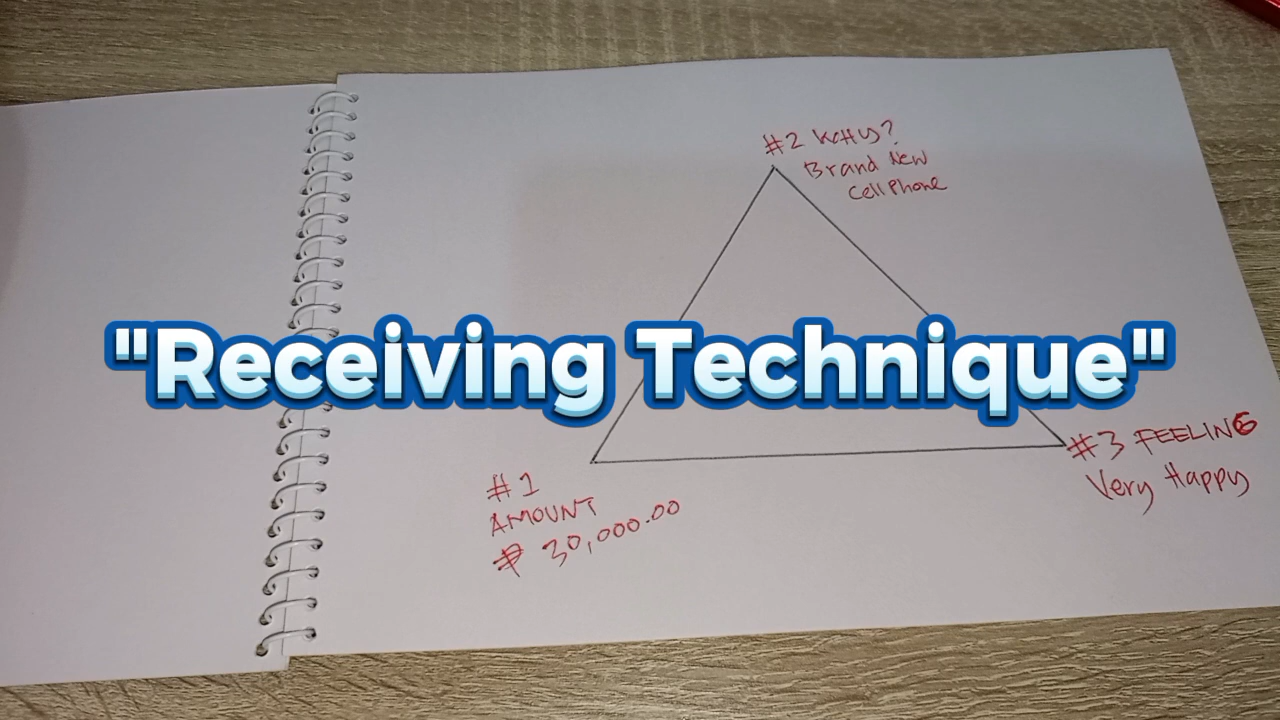 #2 WHY?
Brand New
Cellphone
"Receiving Technique"
#3 FEELING
Very Happy
#1
AMOUNT
₱ 30,000.00